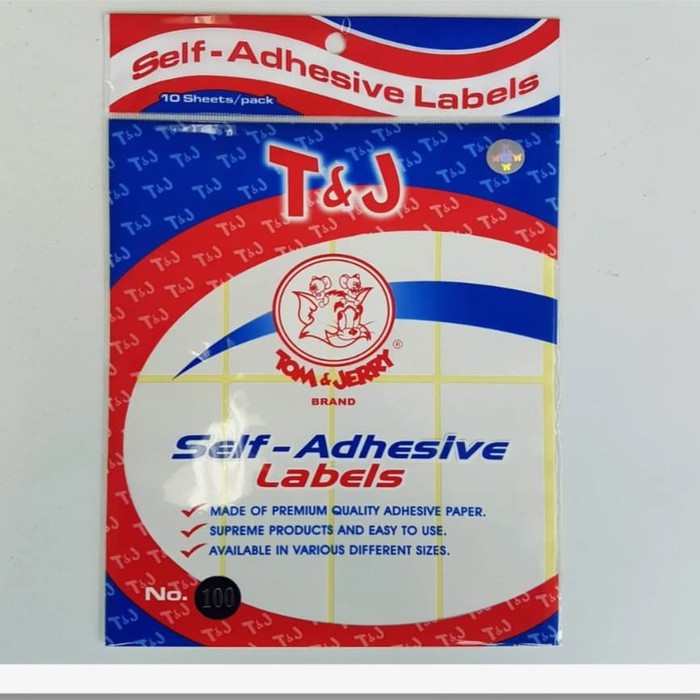 Self-Adhesive Labels
10 Sheets/pack
T&J
TOM & JERRY ®
BRAND
Self-Adhesive
Labels
MADE OF PREMIUM QUALITY ADHESIVE PAPER.
SUPREME PRODUCTS AND EASY TO USE.
AVAILABLE IN VARIOUS DIFFERENT SIZES.
No. 100